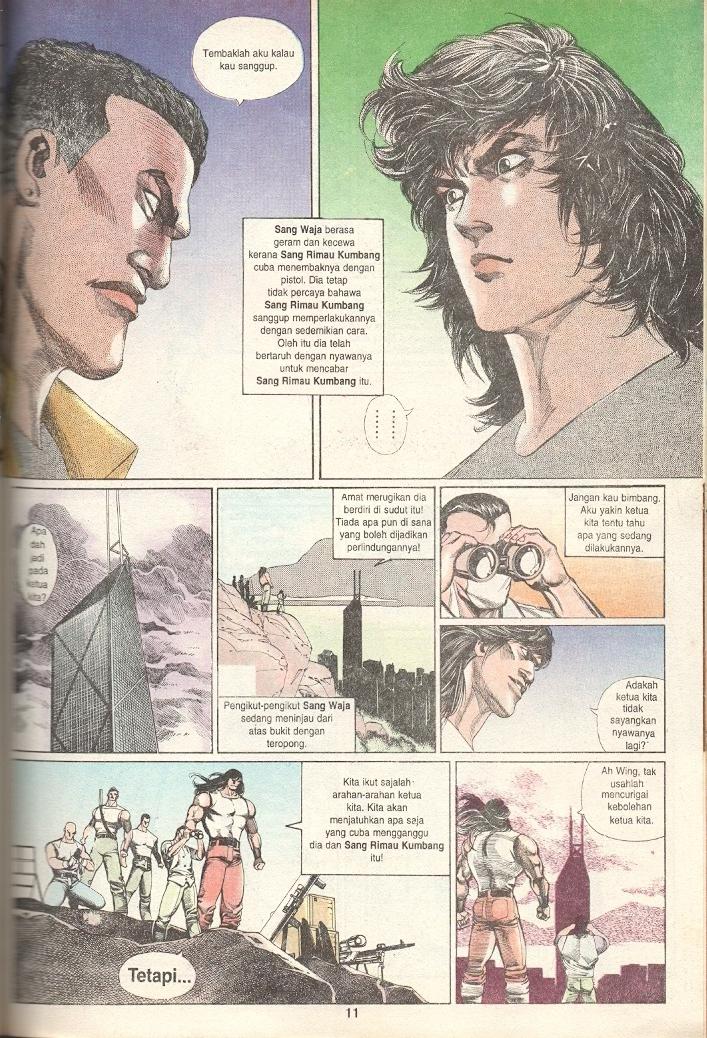 Tembaklah aku kalau
kau sanggup.
Sang Waja berasa
geram dan kecewa
kerana Sang Rimau Kumbang
cuba menembaknya dengan
pistol. Dia tetap
tidak percaya bahawa
Sang Rimau Kumbang
sanggup memperlakukannya
dengan sedemikian cara.
Oleh itu dia telah
bertaruh dengan nyawanya
untuk mencabar
Sang Rimau Kumbang itu.
Apa
dah
jadi
pada
ketua
kita?
Amat merugikan dia
berdiri di sudut itu!
Tiada apa pun di sana
yang boleh dijadikan
perlindungannya!
Pengikut-pengikut Sang Waja
sedang meninjau dari
atas bukit dengan
teropong.
Jangan kau bimbang.
Aku yakin ketua
kita tentu tahu
apa yang sedang
dilakukannya.
Adakah
ketua kita
tidak
sayangkan
nyawanya
lagi?
Kita ikut sajalah
arahan-arahan ketua
kita. Kita akan
menjatuhkan apa saja
yang cuba mengganggu
dia dan Sang Rimau Kumbang
itu!
Tetapi...
Ah Wing, tak
usahlah
mencurigai
kebolehan
ketua kita.
11